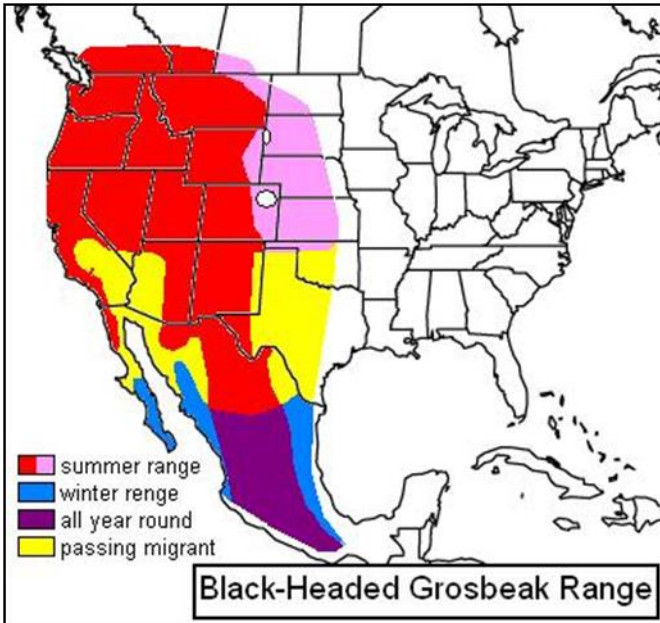 summer range
winter renge
all year round
passing migrant
Black-Headed Grosbeak Range